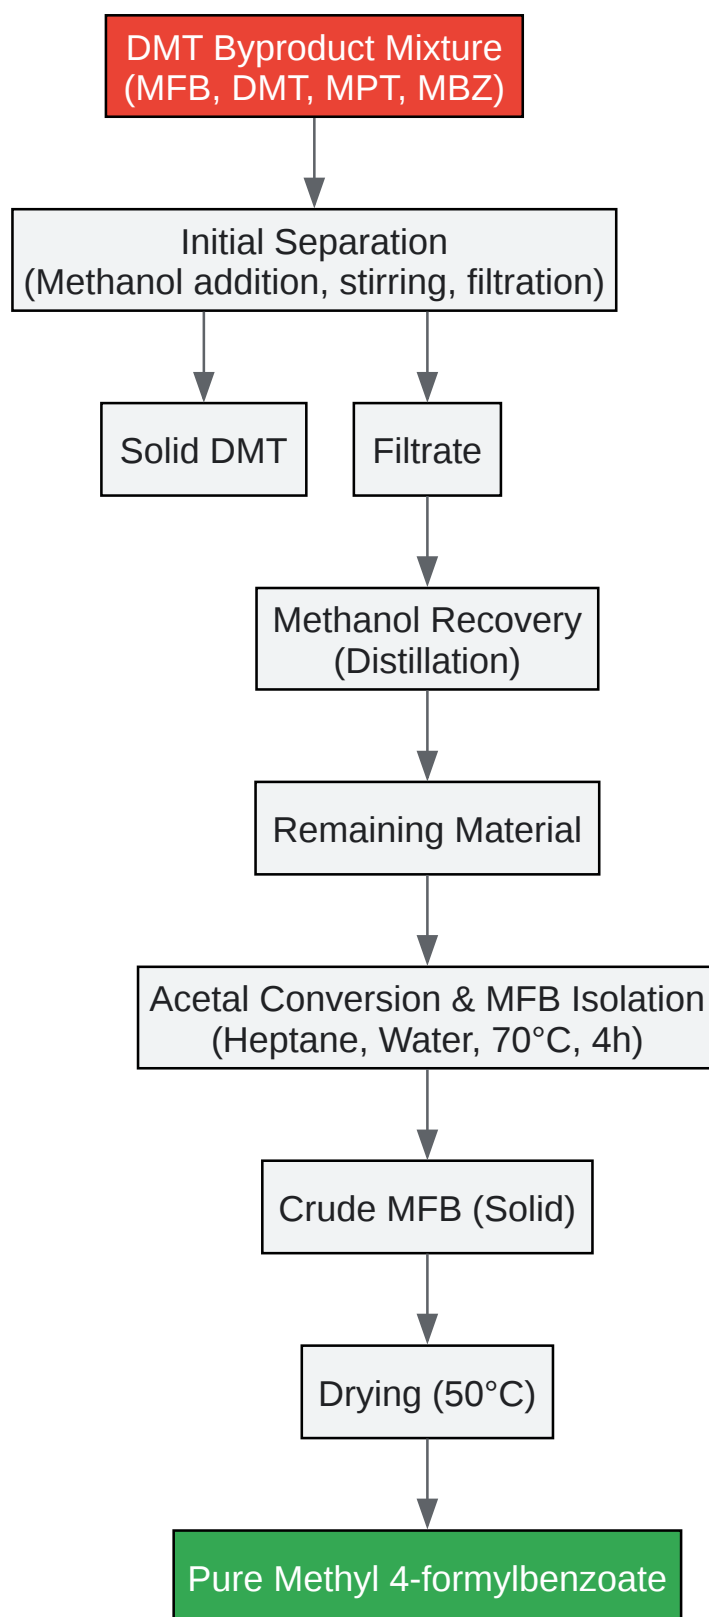 DMT Byproduct Mixture
(MFB, DMT, MPT, MBZ)
Initial Separation
(Methanol addition, stirring, filtration)
Solid DMT
Filtrate
Methanol Recovery
(Distillation)
Remaining Material
Acetal Conversion & MFB Isolation
(Heptane, Water, 70°C, 4h)
Crude MFB (Solid)
Drying (50°C)
Pure Methyl 4-formylbenzoate